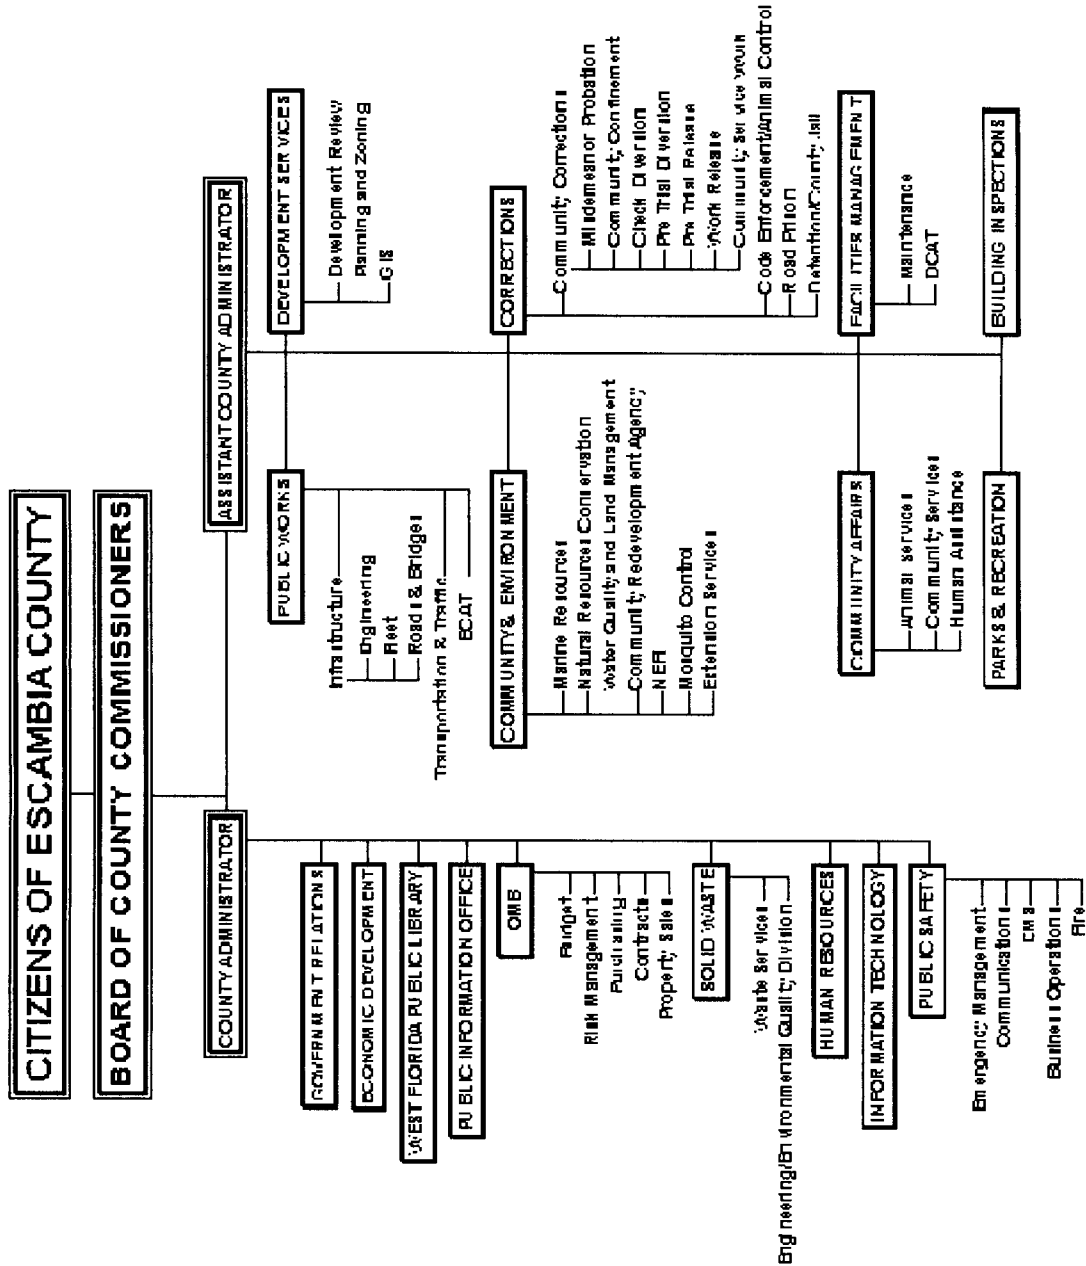 CITIZENS OF ESCAMBIA COUNTY
BOARD OF COUNTY COMMISSIONERS
COUNTY ADMINISTRATOR
GOVERNMENT RELATIONS
ECONOMIC DEVELOPMENT
WEST FLORIDA PUBLIC LIBRARY
PUBLIC INFORMATION OFFICE
OMB
Budget
Risk Management
Purchasing
Contracts
Property Sales
SOLID WASTE
Waste Services
Engineering/Environmental Quality Division
HUMAN RESOURCES
INFORMATION TECHNOLOGY
PUBLIC SAFETY
Emergency Management
Communications
EMS
Business Operations
Fire
ASSISTANT COUNTY ADMINISTRATOR
PUBLIC WORKS
Infrastructure
Engineering
Fleet
Roads & Bridges
Transportation & Traffic
ECAT
DEVELOPMENT SERVICES
Development Review
Planning and Zoning
GIS
COMMUNITY & ENVIRONMENT
Marine Resources
Natural Resources Conservation
Water Quality and Land Management
Community Redevelopment Agency
NEFI
Mosquito Control
Extension Services
CORRECTIONS
Community Corrections
Misdemeanor Probation
Community Confinement
Check Diversion
Pre Trial Diversion
Pre Trial Release
Work Release
Community Service Work
Code Enforcement/Animal Control
Road Prison
Detention/County Jail
COMMUNITY AFFAIRS
Animal Services
Community Services
Human Assistance
FACILITIES MANAGEMENT
Maintenance
DCAT
PARKS & RECREATION
BUILDING INSPECTIONS